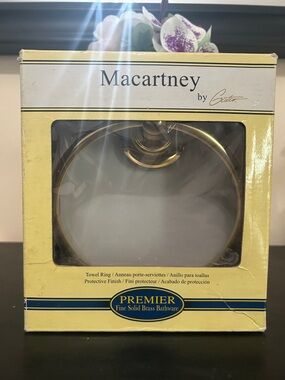 Macartney
by
Towel Ring / Anneau porte-serviettes / Anillo para toallas
Protective Finish / Fini protecteur / Acabado de protección
PREMIER
Fine Solid Brass Bathware